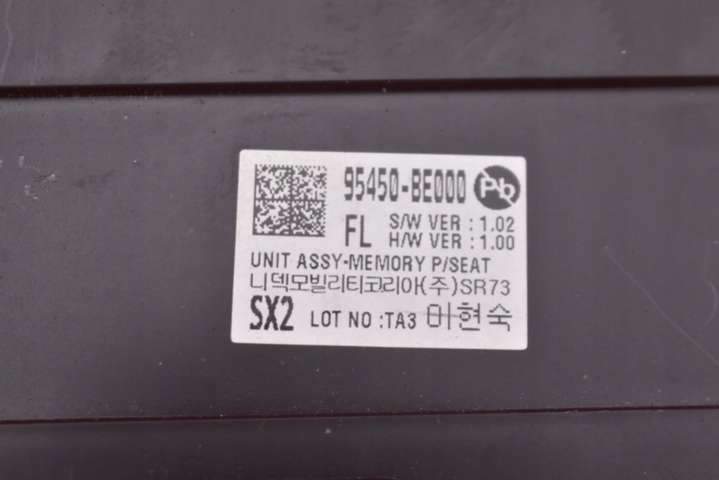 95450-BE000 Pb
FL S/W VER : 1.02
H/W VER : 1.00
UNIT ASSY-MEMORY P/SEAT
니덱모빌리티코리아(주)SR73
SX2 LOT NO :TA3 이현숙